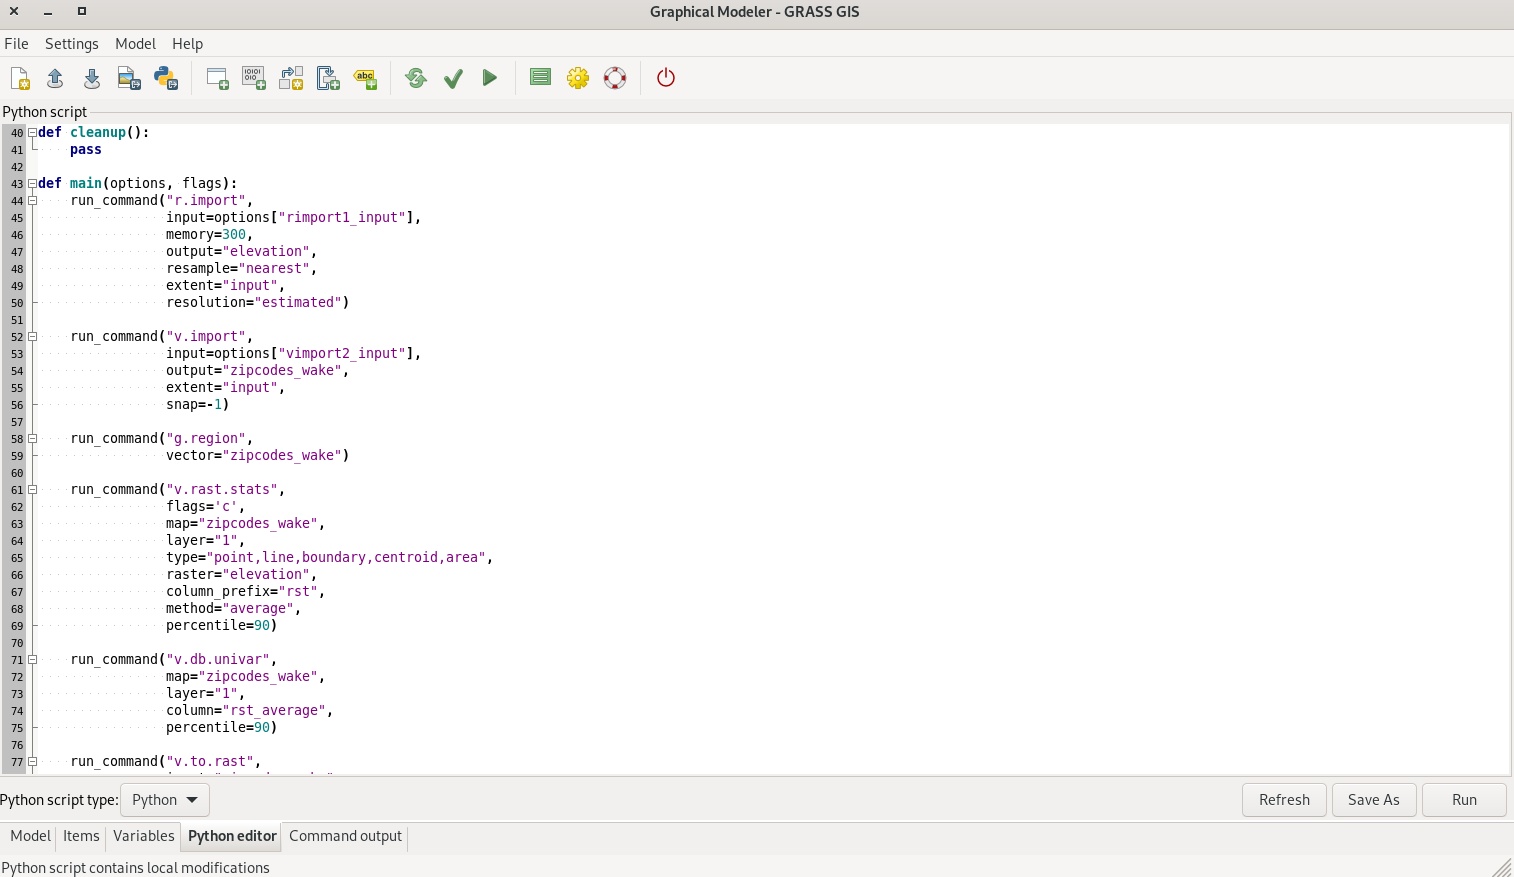 Graphical Modeler - GRASS GIS
File Settings Model Help
Python script
40 def cleanup():
41 pass
42
43 def main(options, flags):
44 run_command("r.import",
45 input=options["rimport1_input"],
46 memory=300,
47 output="elevation",
48 resample="nearest",
49 extent="input",
50 resolution="estimated")
51
52 run_command("v.import",
53 input=options["vimport2_input"],
54 output="zipcodes_wake",
55 extent="input",
56 snap=-1)
57
58 run_command("g.region",
59 vector="zipcodes_wake")
60
61 run_command("v.rast.stats",
62 flags='c',
63 map="zipcodes_wake",
64 layer="1",
65 type="point,line,boundary,centroid,area",
66 raster="elevation",
67 column_prefix="rst",
68 method="average",
69 percentile=90)
70
71 run_command("v.db.univar",
72 map="zipcodes_wake",
73 layer="1",
74 column="rst_average",
75 percentile=90)
76
77 run_command("v.to.rast",
Python script type: Python Refresh Save As Run
Model Items Variables Python editor Command output
Python script contains local modifications